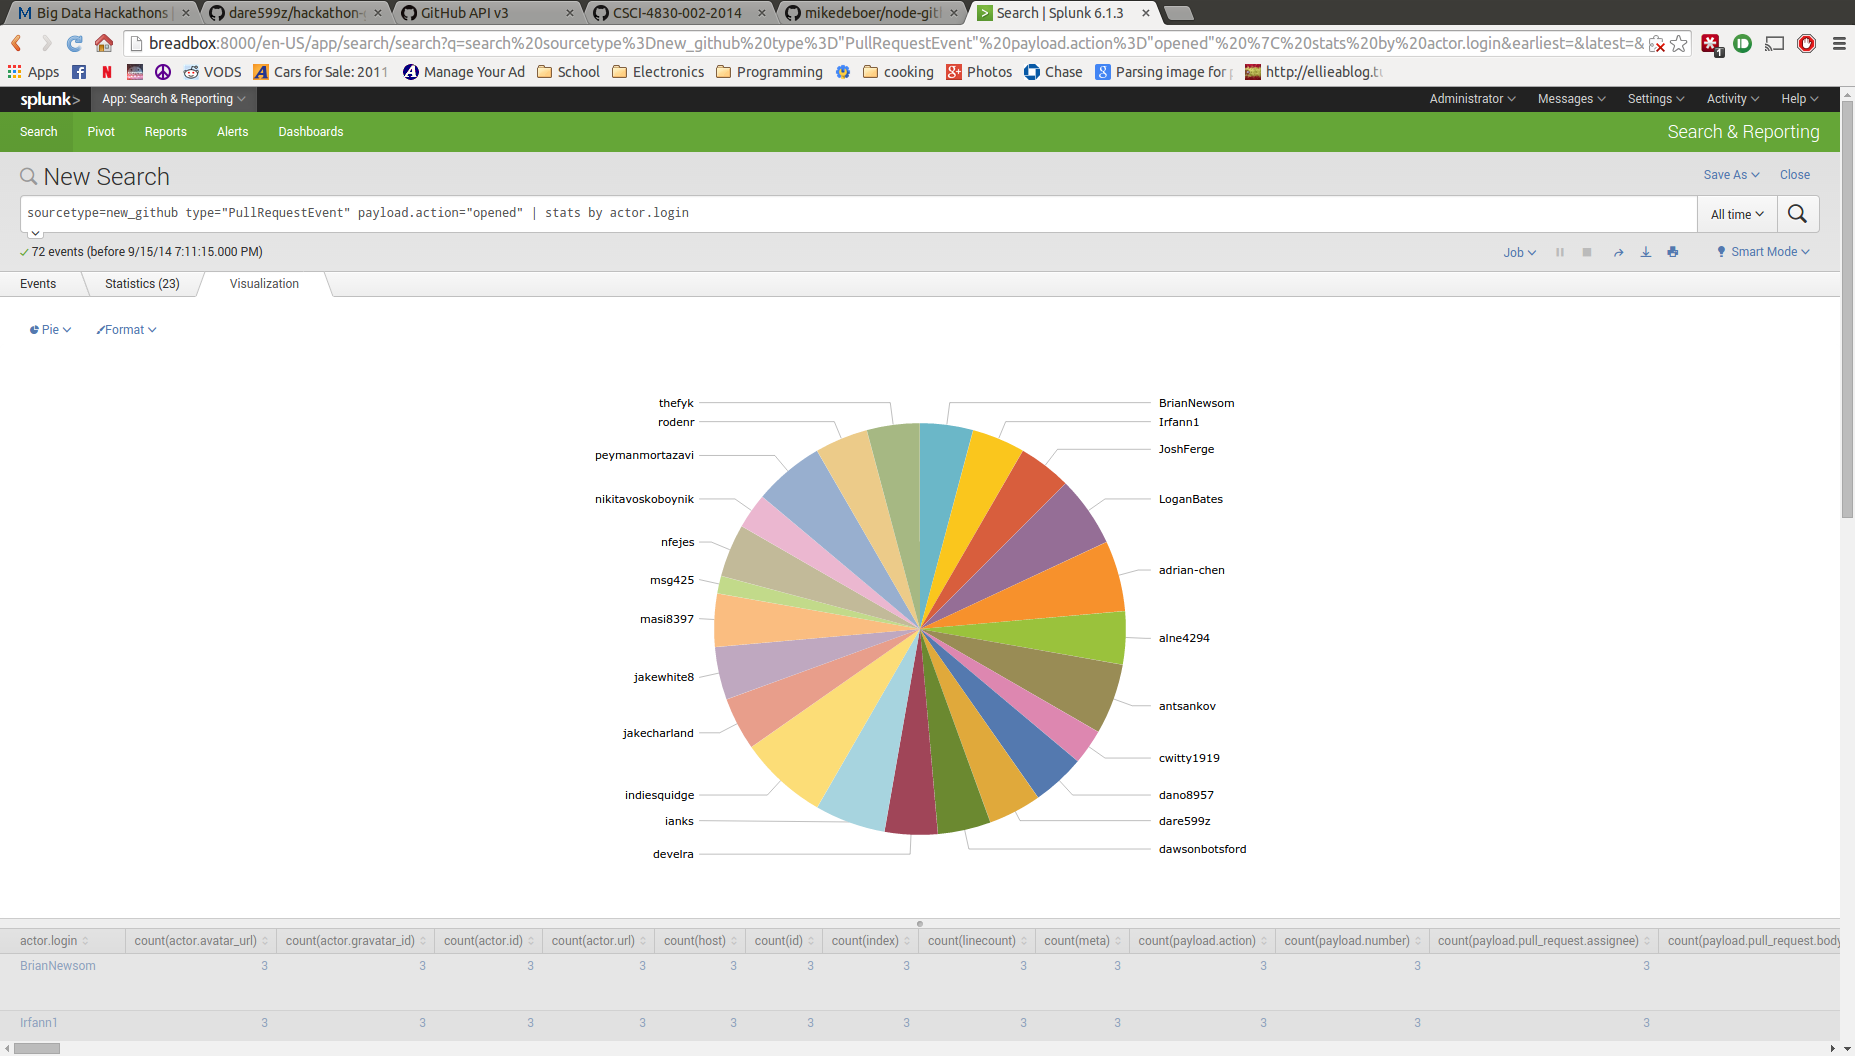 Big Data Hackathons |
dare599z/hackathon-
GitHub API v3
CSCI-4830-002-2014
mikedeboer/node-gitl
Search | Splunk 6.1.3
breadbox:8000/en-US/app/search/search?q=search%20sourcetype%3Dnew_github%20type%3D"PullRequestEvent"%20payload.action%3D"opened"%20%7C%20stats%20by%20actor.login&earliest=&latest=&
1
Apps
VODS
Cars for Sale: 2011
Manage Your Ad
School
Electronics
Programming
cooking
Photos
Chase
Parsing image for
http://ellieablog.tu
splunk>
App: Search & Reporting
Administrator
Messages
Settings
Activity
Help
Search
Pivot
Reports
Alerts
Dashboards
Search & Reporting
New Search
Save As
Close
sourcetype=new_github type="PullRequestEvent" payload.action="opened" | stats by actor.login
All time
72 events (before 9/15/14 7:11:15.000 PM)
Job
Smart Mode
Events
Statistics (23)
Visualization
Pie
Format
thefyk
BrianNewsom
rodenr
Irfann1
JoshFerge
peymanmortazavi
nikitavoskoboynik
LoganBates
nfejes
adrian-chen
msg425
masi8397
alne4294
jakewhite8
antsankov
jakecharland
cwitty1919
indiesquidge
dano8957
ianks
dare599z
develra
dawsonbotsford
actor.login
count(actor.avatar_url)
count(actor.gravatar_id)
count(actor.id)
count(actor.url)
count(host)
count(id)
count(index)
count(linecount)
count(meta)
count(payload.action)
count(payload.number)
count(payload.pull_request.assignee)
count(payload.pull_request.body
BrianNewsom 3 3 3 3 3 3 3 3 3 3 3 3
Irfann1 3 3 3 3 3 3 3 3 3 3 3 3